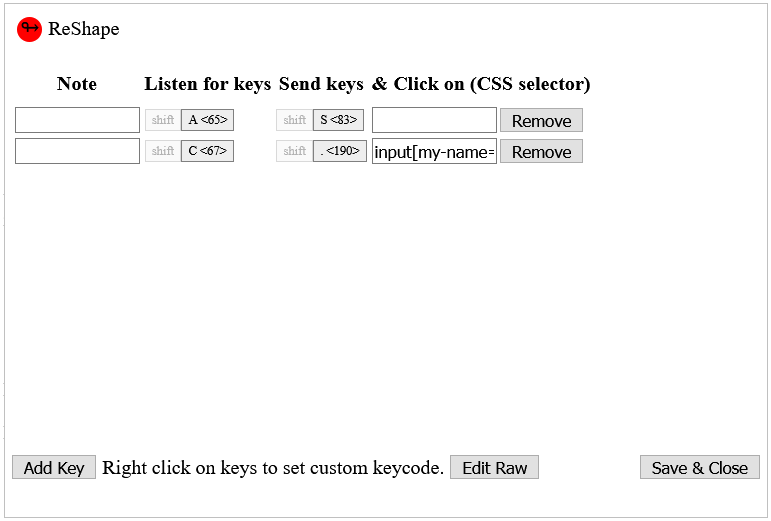 ReShape
Note Listen for keys Send keys & Click on (CSS selector)
shift A <65> shift S <83> Remove
shift C <67> shift . <190> input[my-name= Remove
Add Key Right click on keys to set custom keycode. Edit Raw Save & Close